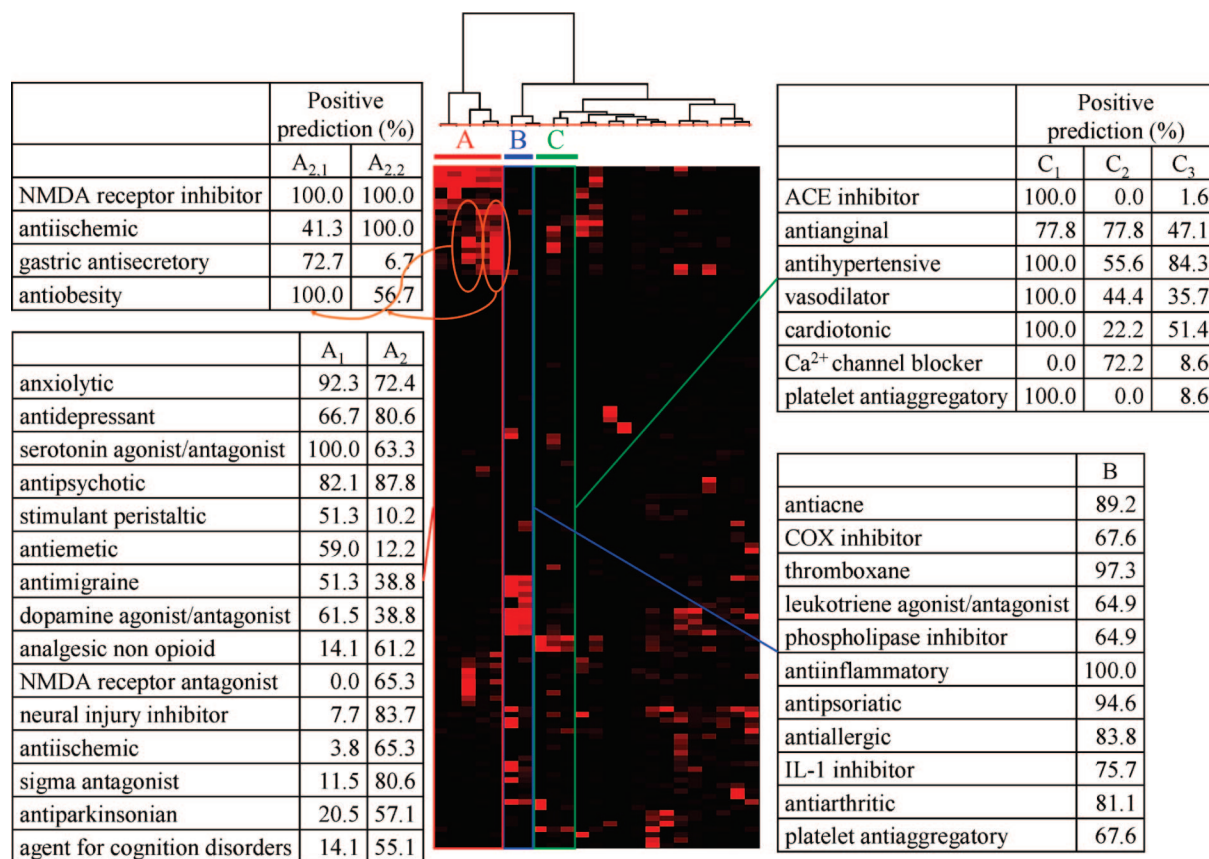 Positive
prediction (%)
A2,1 A2,2
NMDA receptor inhibitor 100.0 100.0
antiischemic 41.3 100.0
gastric antisecretory 72.7 6.7
antiobesity 100.0 56.7
A1 A2
anxiolytic 92.3 72.4
antidepressant 66.7 80.6
serotonin agonist/antagonist 100.0 63.3
antipsychotic 82.1 87.8
stimulant peristaltic 51.3 10.2
antiemetic 59.0 12.2
antimigraine 51.3 38.8
dopamine agonist/antagonist 61.5 38.8
analgesic non opioid 14.1 61.2
NMDA receptor antagonist 0.0 65.3
neural injury inhibitor 7.7 83.7
antiischemic 3.8 65.3
sigma antagonist 11.5 80.6
antiparkinsonian 20.5 57.1
agent for cognition disorders 14.1 55.1
A B C
Positive
prediction (%)
C1 C2 C3
ACE inhibitor 100.0 0.0 1.6
antianginal 77.8 77.8 47.1
antihypertensive 100.0 55.6 84.3
vasodilator 100.0 44.4 35.7
cardiotonic 100.0 22.2 51.4
Ca2+ channel blocker 0.0 72.2 8.6
platelet antiaggregatory 100.0 0.0 8.6
B
antiacne 89.2
COX inhibitor 67.6
thromboxane 97.3
leukotriene agonist/antagonist 64.9
phospholipase inhibitor 64.9
antiinflammatory 100.0
antipsoriatic 94.6
antiallergic 83.8
IL-1 inhibitor 75.7
antiarthritic 81.1
platelet antiaggregatory 67.6